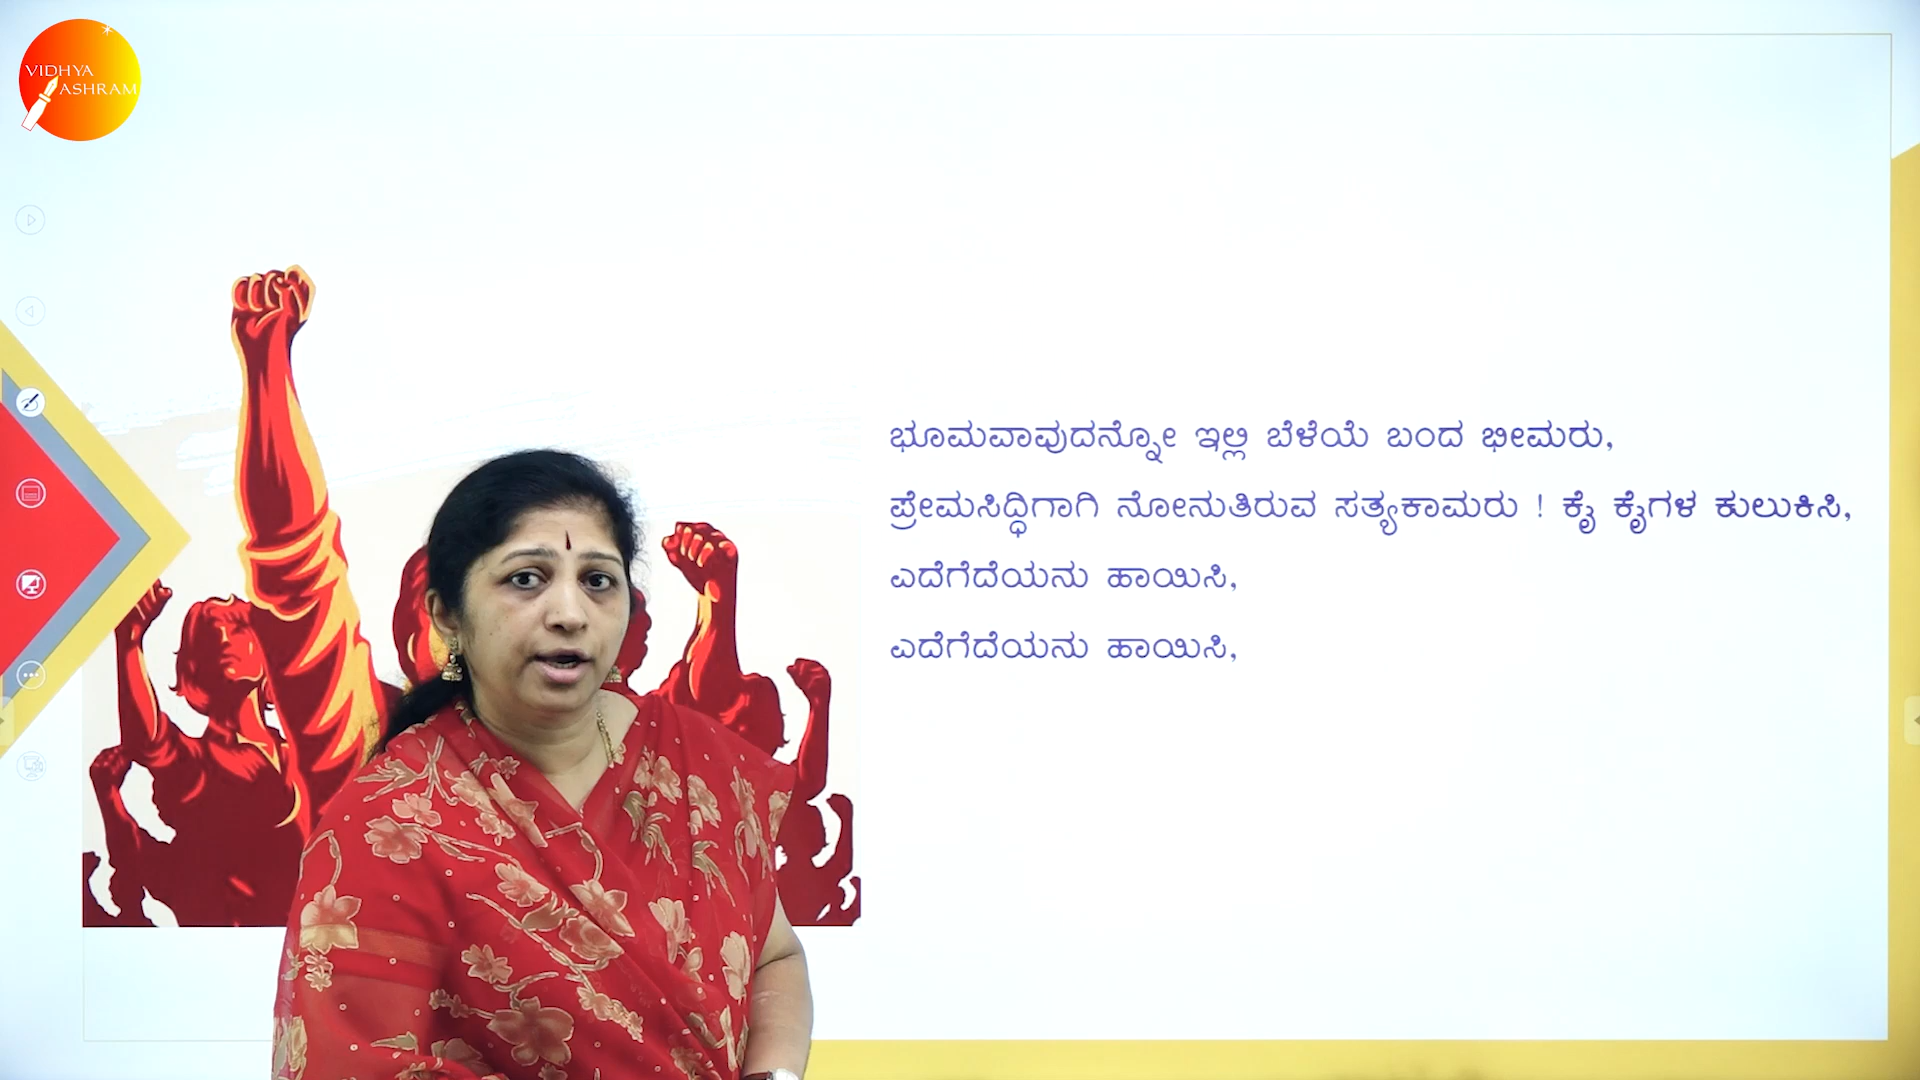 VIDHYA
ASHRAM
ಭೂಮವಾವುದನ್ನೋ ಇಲ್ಲಿ ಬೆಳೆಯೆ ಬಂದ ಭೀಮರು,
ಪ್ರೇಮಸಿದ್ಧಿಗಾಗಿ ನೋನುತಿರುವ ಸತ್ಯಕಾಮರು ! ಕೈ ಕೈಗಳ ಕುಲುಕಿಸಿ,
ಎದೆಗೆದೆಯನು ಹಾಯಿಸಿ,
ಎದೆಗೆದೆಯನು ಹಾಯಿಸಿ,